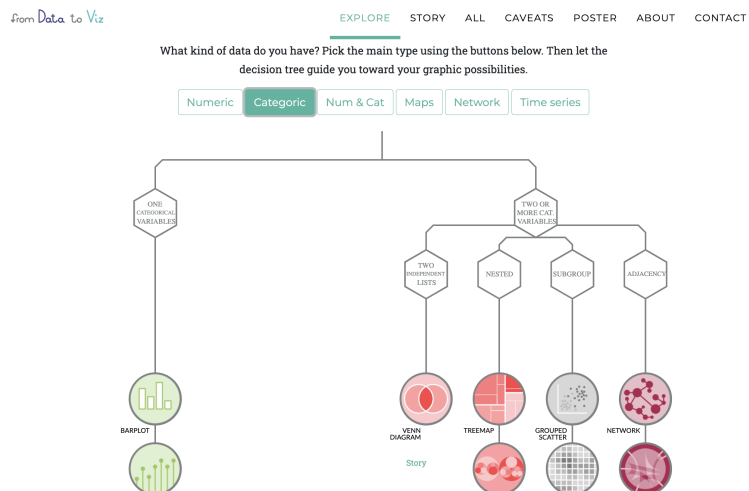 from Data to Viz
EXPLORE STORY ALL CAVEATS POSTER ABOUT CONTACT
What kind of data do you have? Pick the main type using the buttons below. Then let the
decision tree guide you toward your graphic possibilities.
Numeric Categoric Num & Cat Maps Network Time series
ONE
CATEGORICAL
VARIABLES
TWO OR
MORE CAT.
VARIABLES
TWO
INDEPENDENT
LISTS
NESTED
SUBGROUP
ADJACENCY
BARPLOT
VENN
DIAGRAM
TREEMAP
GROUPED
SCATTER
NETWORK
Story